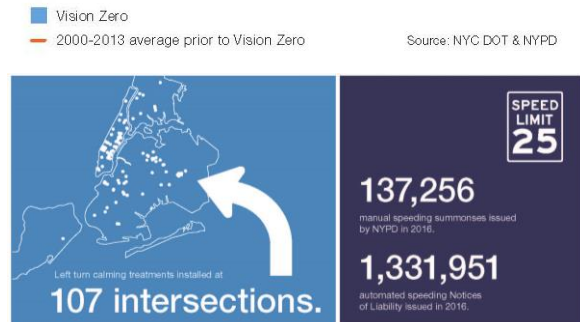 Vision Zero
2000-2013 average prior to Vision Zero
Source: NYC DOT & NYPD
Left turn calming treatments installed at
107 intersections.
SPEED
LIMIT
25
137,256
manual speeding summonses issued
by NYPD in 2016.
1,331,951
automated speeding Notices
of Liability issued in 2016.